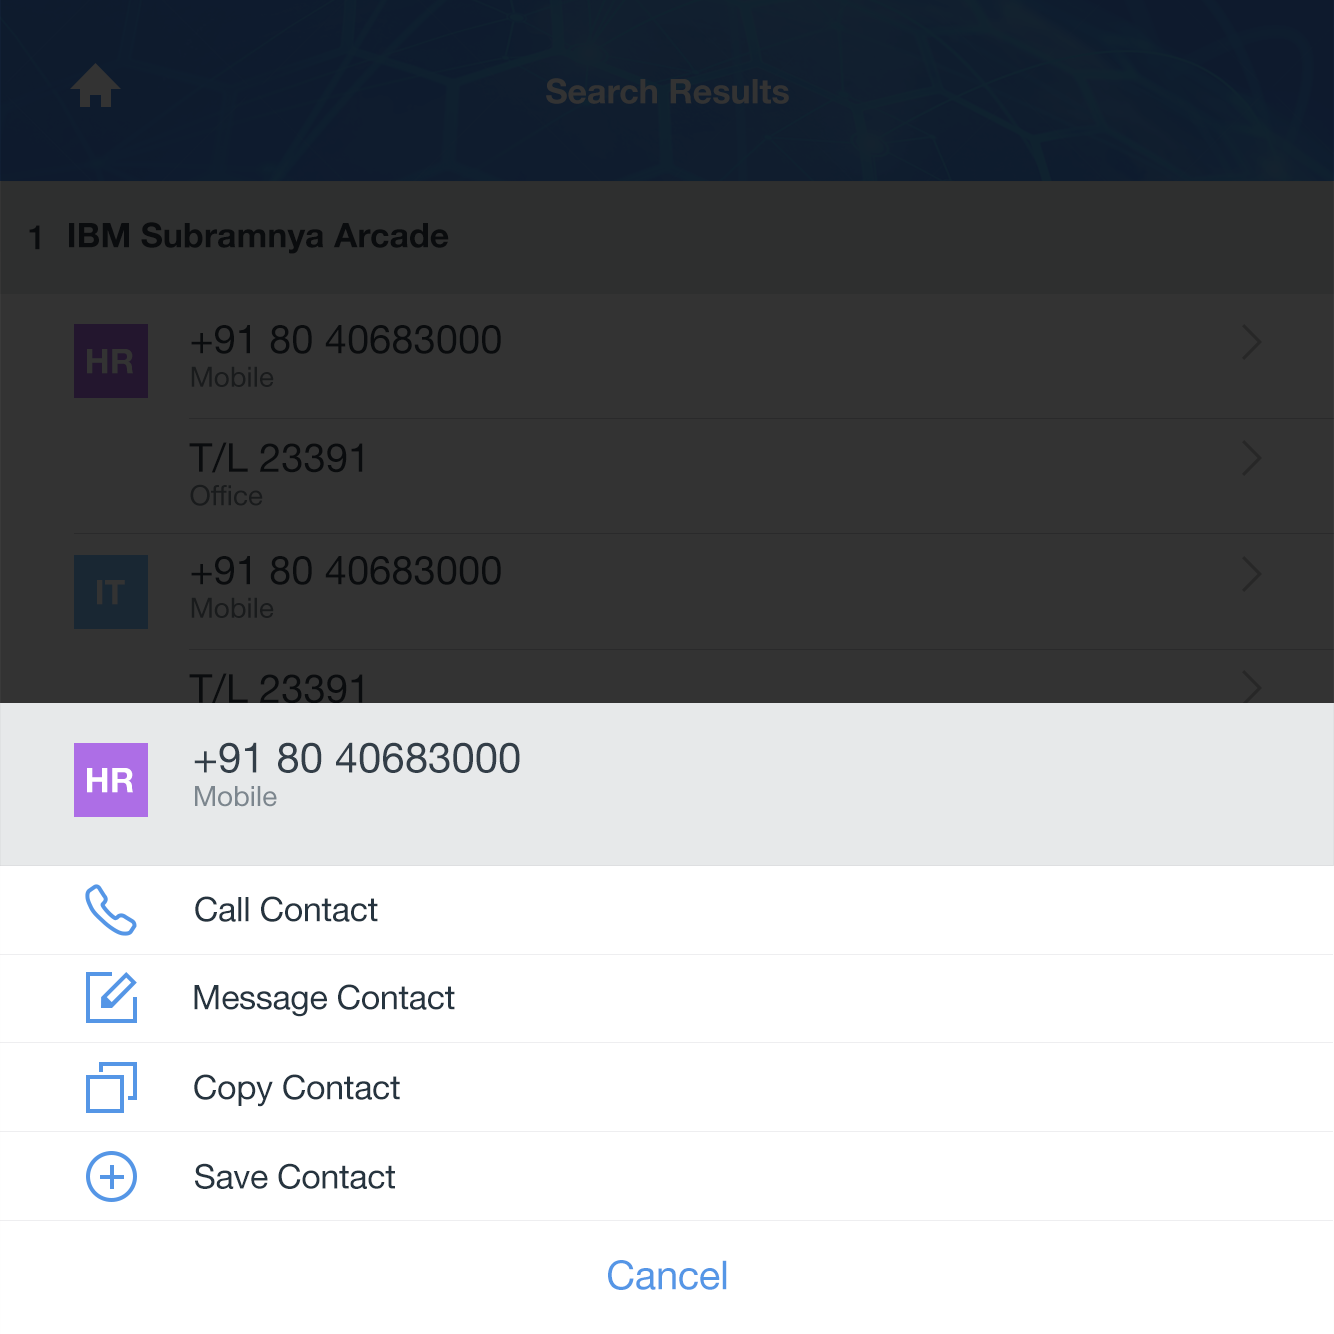 Search Results
1 IBM Subramnya Arcade
HR +91 80 40683000
Mobile
T/L 23391
Office
IT +91 80 40683000
Mobile
T/L 23391
HR +91 80 40683000
Mobile
Call Contact
Message Contact
Copy Contact
Save Contact
Cancel